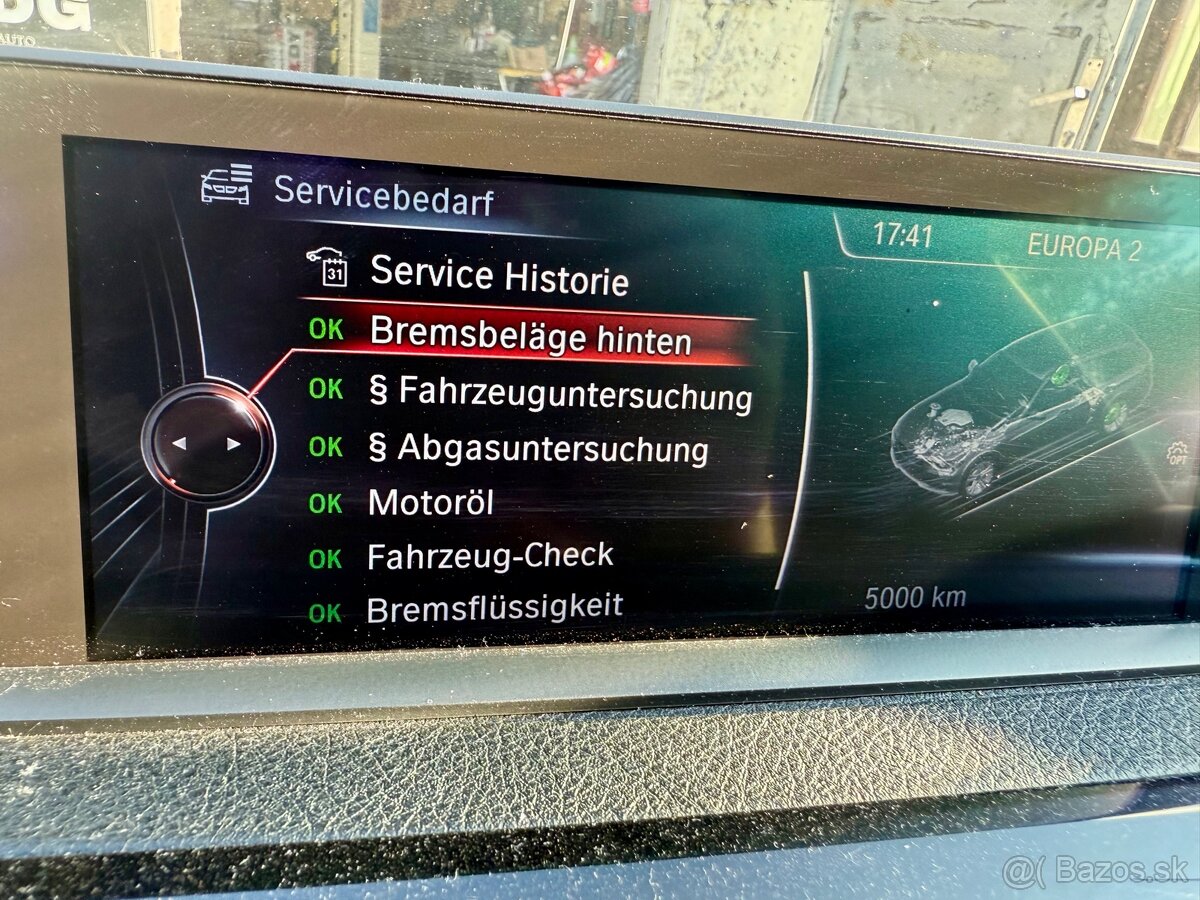 AUTO
Servicebedarf
17:41
EUROPA 2
31
Service Historie
OK Bremsbeläge hinten
OK § Fahrzeuguntersuchung
OK § Abgasuntersuchung
OPT
OK Motoröl
OK Fahrzeug-Check
OK Bremsflüssigkeit
5000 km
@( Bazos.sk